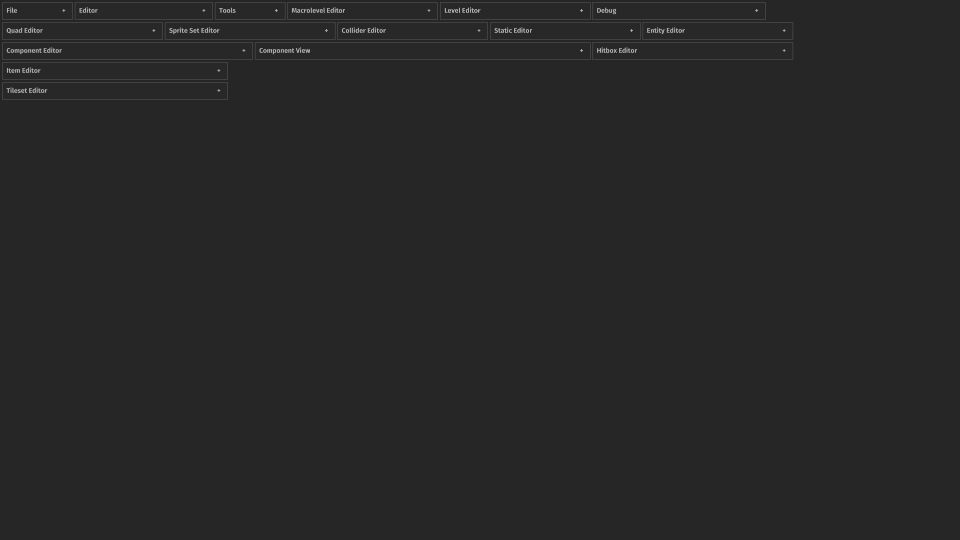 File + Editor + Tools + Macrolevel Editor + Level Editor + Debug +
Quad Editor + Sprite Set Editor + Collider Editor + Static Editor + Entity Editor +
Component Editor + Component View + Hitbox Editor +
Item Editor +
Tileset Editor +